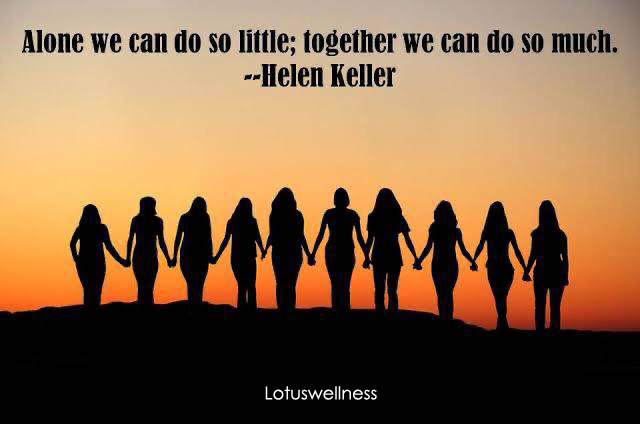 Alone we can do so little; together we can do so much.
--Helen Keller
Lotuswellness